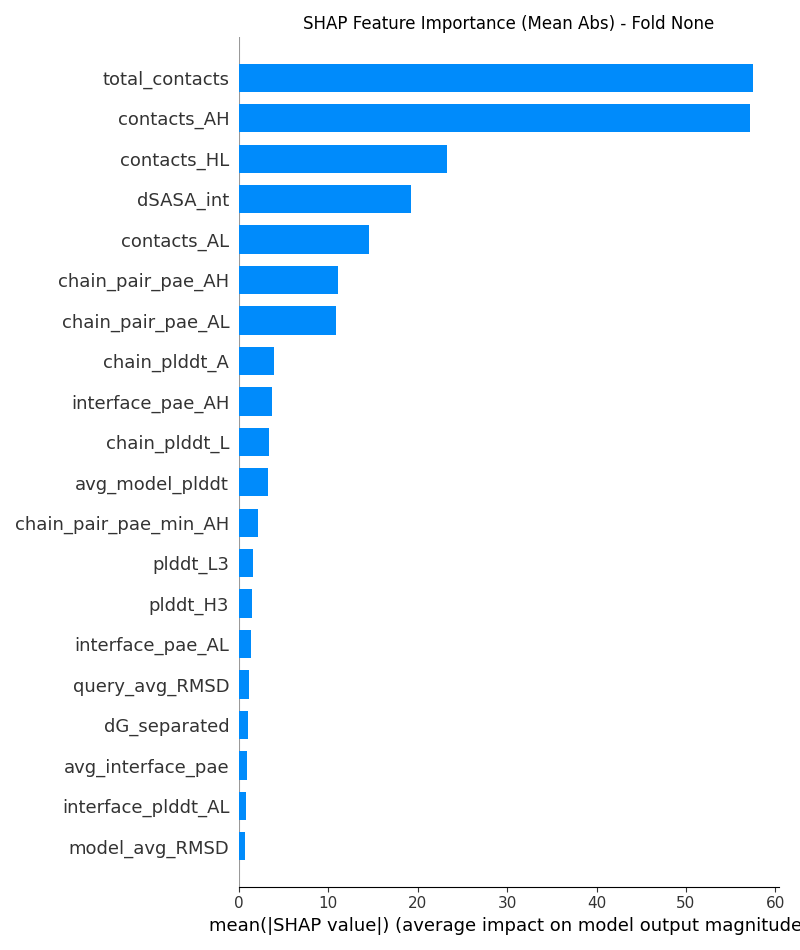 SHAP Feature Importance (Mean Abs) - Fold None
total_contacts
contacts_AH
contacts_HL
dSASA_int
contacts_AL
chain_pair_pae_AH
chain_pair_pae_AL
chain_plddt_A
interface_pae_AH
chain_plddt_L
avg_model_plddt
chain_pair_pae_min_AH
plddt_L3
plddt_H3
interface_pae_AL
query_avg_RMSD
dG_separated
avg_interface_pae
interface_plddt_AL
model_avg_RMSD
0 10 20 30 40 50 60
mean(|SHAP value|) (average impact on model output magnitude